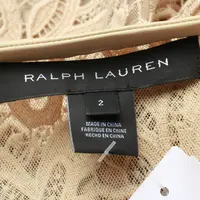 RALPH LAUREN
2
MADE IN CHINA
FABRIQUÉ EN CHINE
HECHO EN CHINA